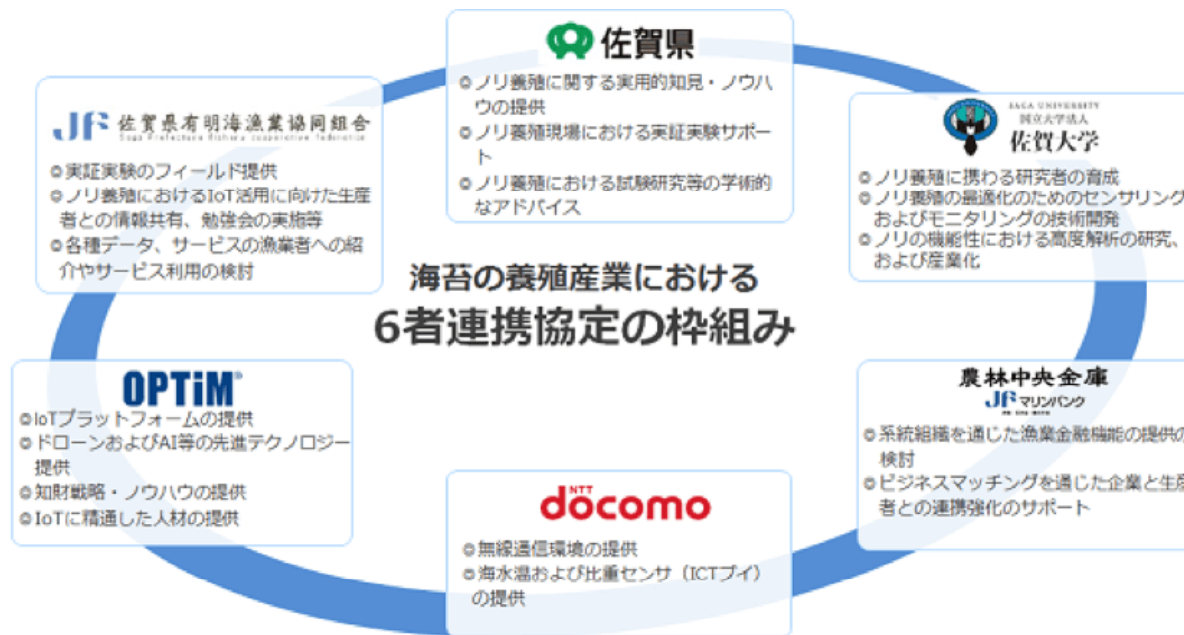 佐賀県
◎ノリ養殖に関する実用的知見・ノウハ
ウの提供
◎ノリ養殖現場における実証実験サポー
ト
◎ノリ養殖における試験研究等の学術的
なアドバイス
JF 佐賀県有明海漁業協同組合
Saga Prefecture Fishery cooperative federation
◎実証実験のフィールド提供
◎ノリ養殖におけるIoT活用に向けた生産
者との情報共有、勉強会の実施等
◎各種データ、サービスの漁業者への紹
介やサービス利用の検討
SAGA UNIVERSITY
国立大学法人
佐賀大学
◎ノリ養殖に携わる研究者の育成
◎ノリ養殖の最適化のためのセンサリング
およびモニタリングの技術開発
◎ノリの機能性における高度解析の研究、
および産業化
海苔の養殖産業における
6者連携協定の枠組み
OPTiM
◎IoTプラットフォームの提供
◎ドローンおよびAI等の先進テクノロジー
提供
◎知財戦略・ノウハウの提供
◎IoTに精通した人材の提供
農林中央金庫
JFマリンバンク
◎系統組織を通じた漁業金融機能の提供の
検討
◎ビジネスマッチングを通じた企業と生産
者との連携強化のサポート
NTT
docomo
◎無線通信環境の提供
◎海水温および比重センサ（ICTブイ）
の提供